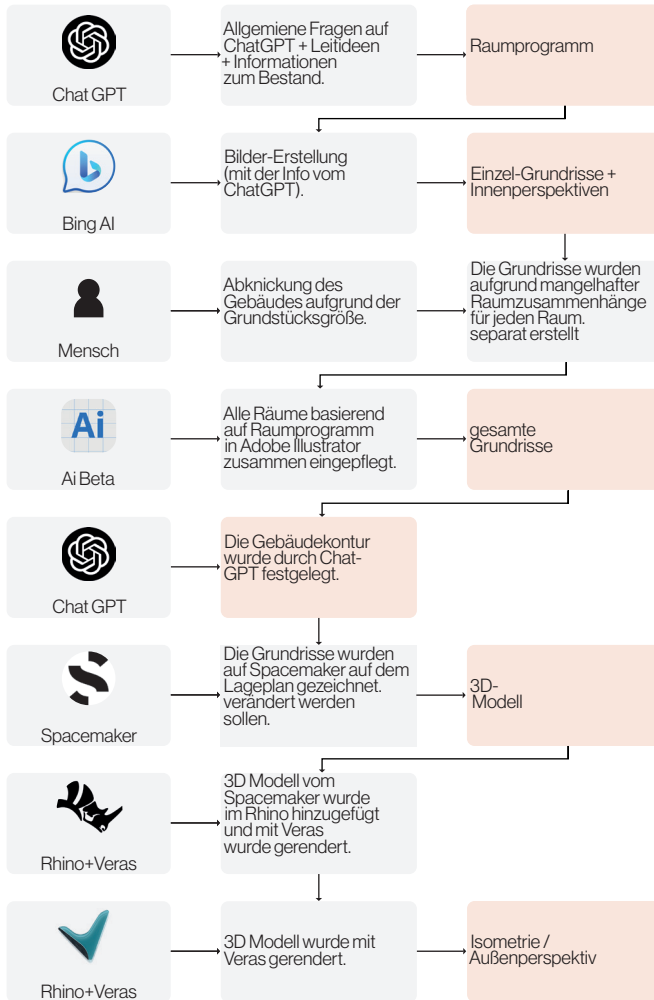 Allgemiene Fragen auf
ChatGPT + Leitideen
+ Informationen
zum Bestand.
Raumprogramm
Chat GPT
Bilder-Erstellung
(mit der Info vom
ChatGPT).
Einzel-Grundrisse +
Innenperspektiven
Bing AI
Abknickung des
Gebäudes aufgrund der
Grundstücksgröße.
Die Grundrisse wurden
aufgrund mangelhafter
Raumzusammenhänge
für jeden Raum.
separat erstellt
Mensch
Ai
Alle Räume basierend
auf Raumprogramm
in Adobe Illustrator
zusammen eingepflegt.
gesamte
Grundrisse
Ai Beta
Die Gebäudekontur
wurde durch Chat-
GPT festgelegt.
Chat GPT
Die Grundrisse wurden
auf Spacemaker auf dem
Lageplan gezeichnet.
verändert werden
sollen.
3D-
Modell
Spacemaker
3D Modell vom
Spacemaker wurde
im Rhino hinzugefügt
und mit Veras
wurde gerendert.
Rhino+Veras
3D Modell wurde mit
Veras gerendert.
Isometrie /
Außenperspektiv
Rhino+Veras